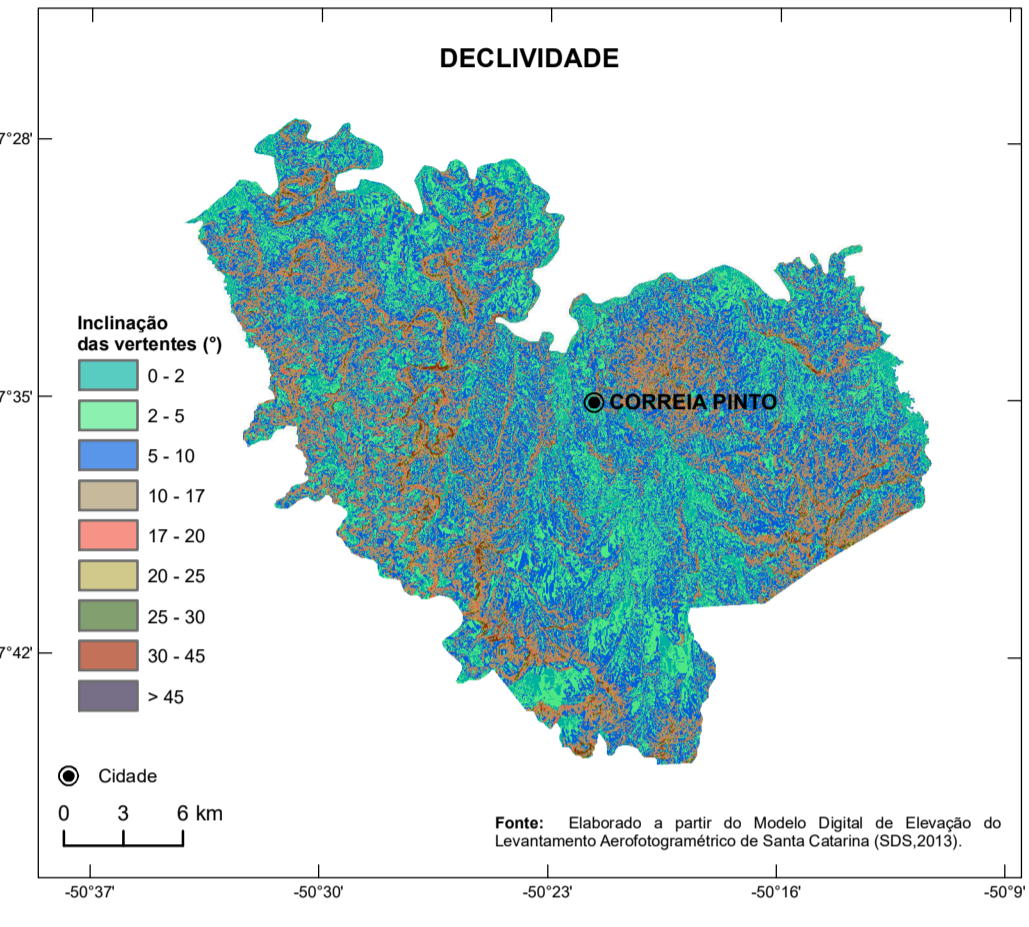 DECLIVIDADE
7°28'
Inclinação
das vertentes (°)
0 - 2
7°35'
CORREIA PINTO
2 - 5
5 - 10
10 - 17
17 - 20
20 - 25
25 - 30
7°42'
30 - 45
> 45
Cidade
0 3 6 km
Fonte: Elaborado a partir do Modelo Digital de Elevação do
Levantamento Aerofotogramétrico de Santa Catarina (SDS,2013).
-50°37' -50°30' -50°23' -50°16' -50°9'